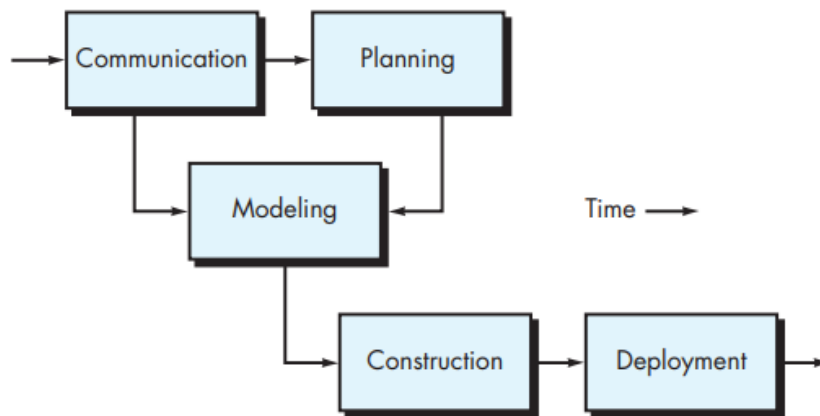 Communication
Planning
Modeling
Time
Construction
Deployment